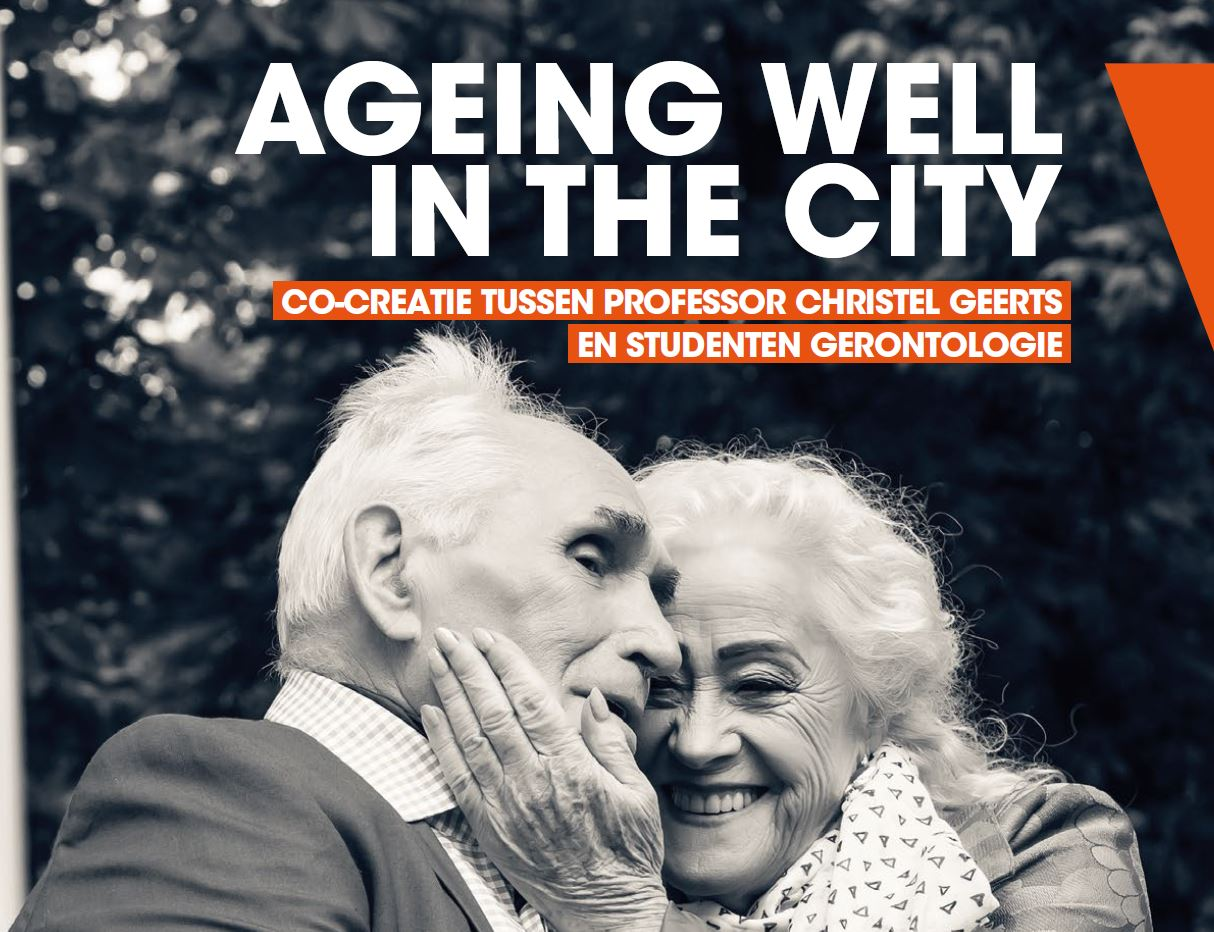 AGEING WELL
IN THE CITY
CO-CREATIE TUSSEN PROFESSOR CHRISTEL GEERTS
EN STUDENTEN GERONTOLOGIE